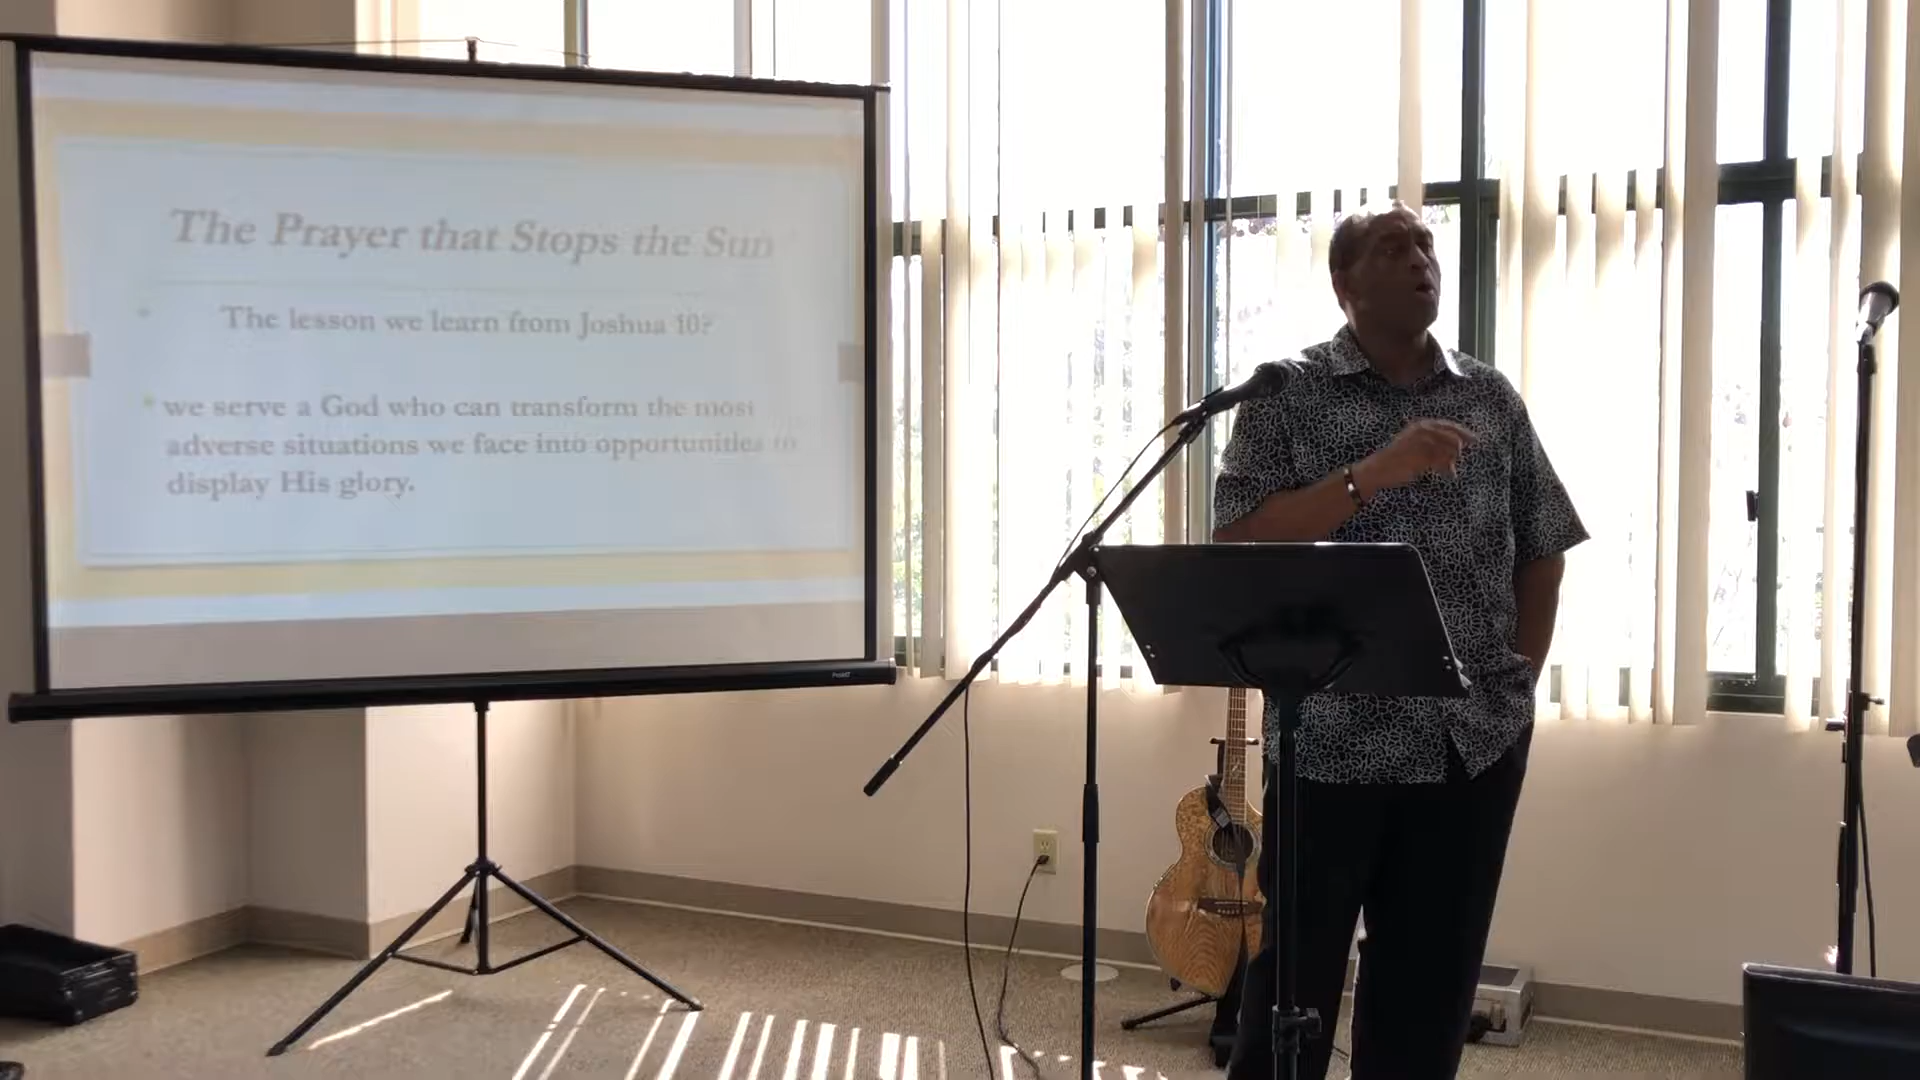 The Prayer that Stops the Sun
The lesson we learn from Joshua 10?
we serve a God who can transform the most
adverse situations we face into opportunities to
display His glory.